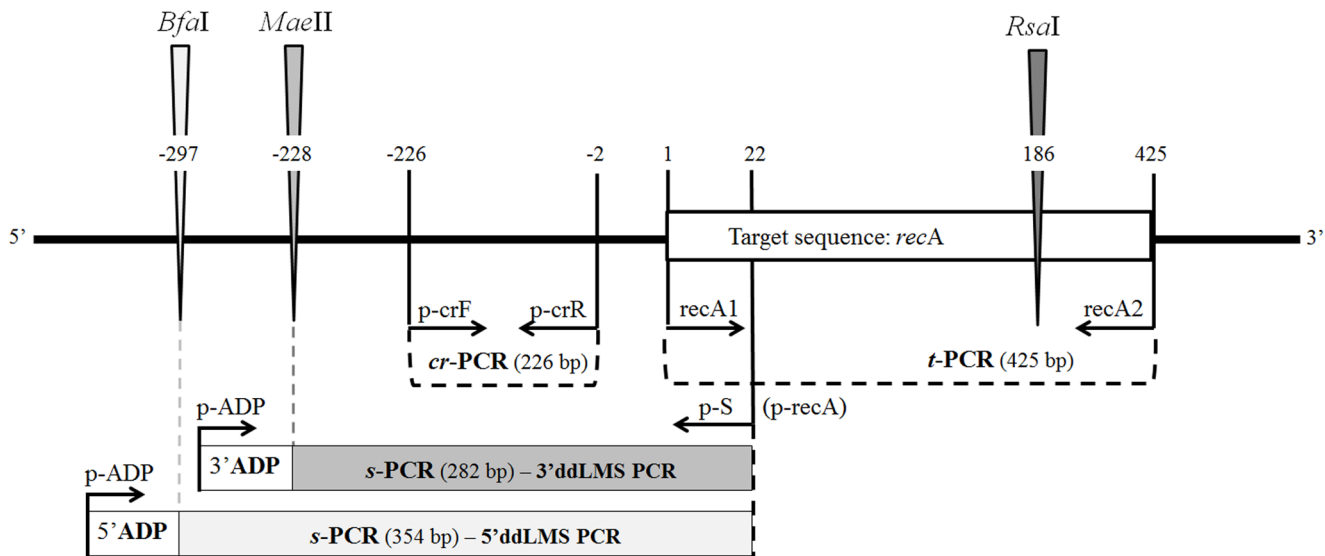 BfaI MaeII RsaI
-297 -228 -226 -2 1 22 186 425
5’ Target sequence: recA 3’
p-crF p-crR recA1 recA2
cr-PCR (226 bp) t-PCR (425 bp)
p-ADP p-S (p-recA)
3’ADP s-PCR (282 bp) – 3’ddLMS PCR
p-ADP
5’ADP s-PCR (354 bp) – 5’ddLMS PCR